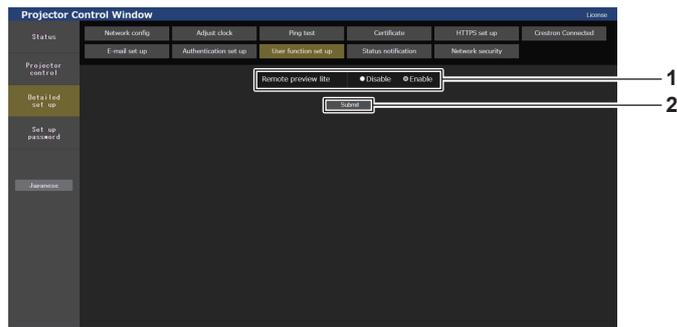 Projector Control Window
License
Status
Network config Adjust clock Ping test Certificate HTTPS set up Crestron Connected
E-mail set up Authentication set up User function set up Status notification Network security
Projector
control
Remote preview lite Disable Enable 1
Detailed
set up
Submit 2
Set up
password
Japanese